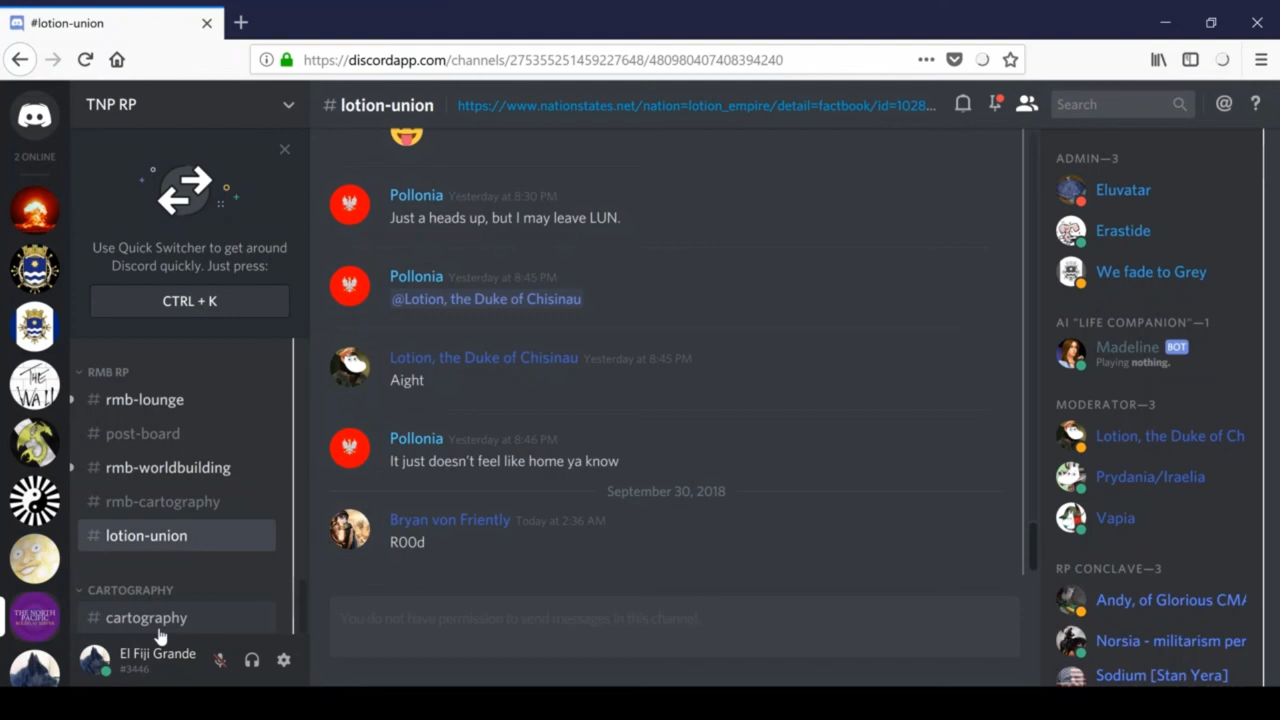 #lotion-union
https://www.discordapp.com/channels/275355251459227648/480980407408394240
TNP RP
# lotion-union
https://www.nationstates.net/nation=lotion_empire/detail=factbook/id=1028...
Search
2 ONLINE
Use Quick Switcher to get around
Discord quickly. Just press:
CTRL + K
RMB RP
# rmb-lounge
# post-board
# rmb-worldbuilding
# rmb-cartography
# lotion-union
CARTOGRAPHY
# cartography
THE WALL
THE NORTH
PACIFIC
El Fiji Grande
#3446
Pollonia Yesterday at 8:30 PM
Just a heads up, but I may leave LUN.
Pollonia Yesterday at 8:45 PM
@Lotion, the Duke of Chisinau
Lotion, the Duke of Chisinau Yesterday at 8:45 PM
Aight
Pollonia Yesterday at 8:46 PM
It just doesn't feel like home ya know
September 30, 2018
Bryan von Friently Today at 2:36 AM
R00d
You do not have permission to send messages in this channel.
ADMIN—3
Eluvatar
Erastide
We fade to Grey
AI "LIFE COMPANION"—1
Madeline BOT
Playing nothing.
MODERATOR—3
Lotion, the Duke of Ch
Prydania/Iraelia
Vapia
RP CONCLAVE—3
Andy, of Glorious CMA
Norsia - militarism per
Sodium [Stan Yera]